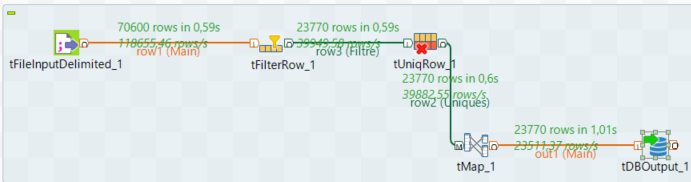 70600 rows in 0,59s
118655.46 rows/s
row1 (Main)
23770 rows in 0,59s
39949.58 rows/s
row3 (Filtre)
tFileInputDelimited_1
tFilterRow_1
tUniqRow_1
23770 rows in 0,6s
39882.55 rows/s
row2 (Uniques)
23770 rows in 1,01s
23511.37 rows/s
out1 (Main)
tMap_1
tDBOutput_1